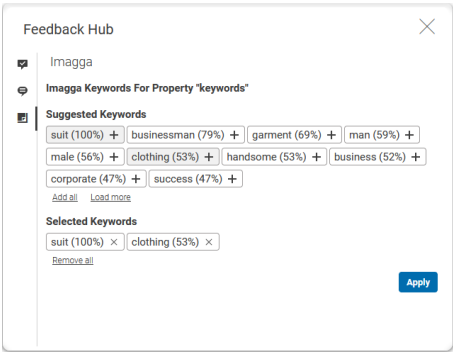 Feedback Hub
Imagga
Imagga Keywords For Property "keywords"
Suggested Keywords
suit (100%) + businessman (79%) + garment (69%) + man (59%) +
male (56%) + clothing (53%) + handsome (53%) + business (52%) +
corporate (47%) + success (47%) +
Add all Load more
Selected Keywords
suit (100%) × clothing (53%) ×
Remove all
Apply